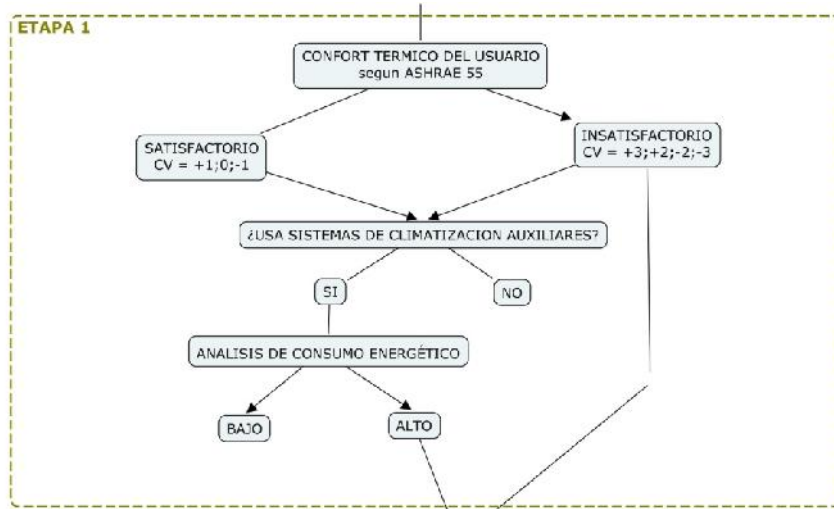 ETAPA 1
CONFORT TERMICO DEL USUARIO
segun ASHRAE 55
SATISFACTORIO
CV = +1;0;-1
INSATISFACTORIO
CV = +3;+2;-2;-3
¿USA SISTEMAS DE CLIMATIZACION AUXILIARES?
SI
NO
ANALISIS DE CONSUMO ENERGÉTICO
BAJO
ALTO